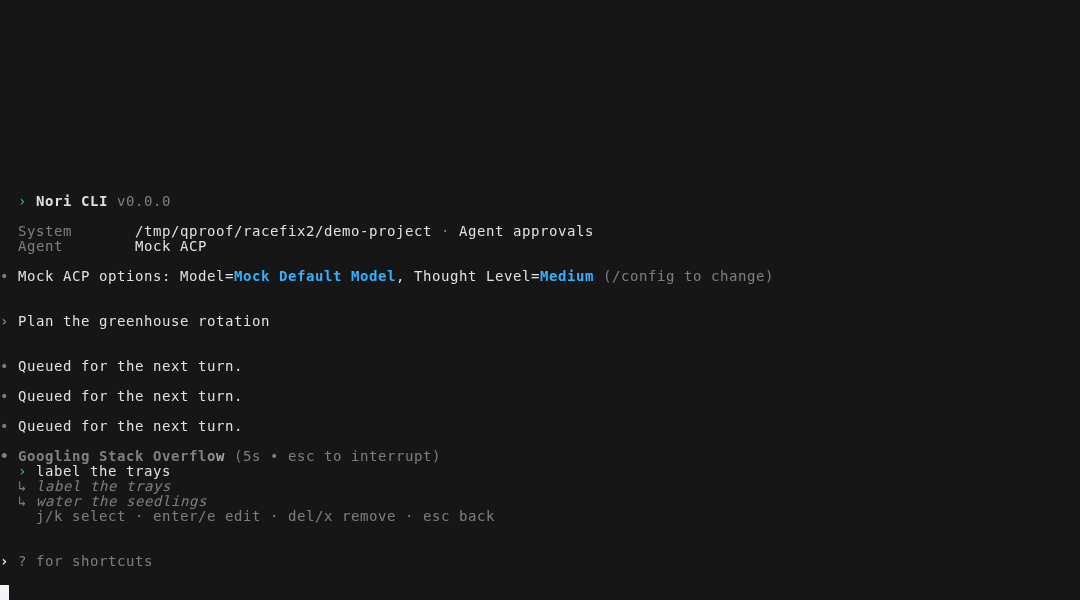 › Nori CLI v0.0.0
System /tmp/qproof/racefix2/demo-project · Agent approvals
Agent Mock ACP
• Mock ACP options: Model=Mock Default Model, Thought Level=Medium (/config to change)
› Plan the greenhouse rotation
• Queued for the next turn.
• Queued for the next turn.
• Queued for the next turn.
• Googling Stack Overflow (5s • esc to interrupt)
› label the trays
↳ label the trays
↳ water the seedlings
j/k select · enter/e edit · del/x remove · esc back
› ? for shortcuts